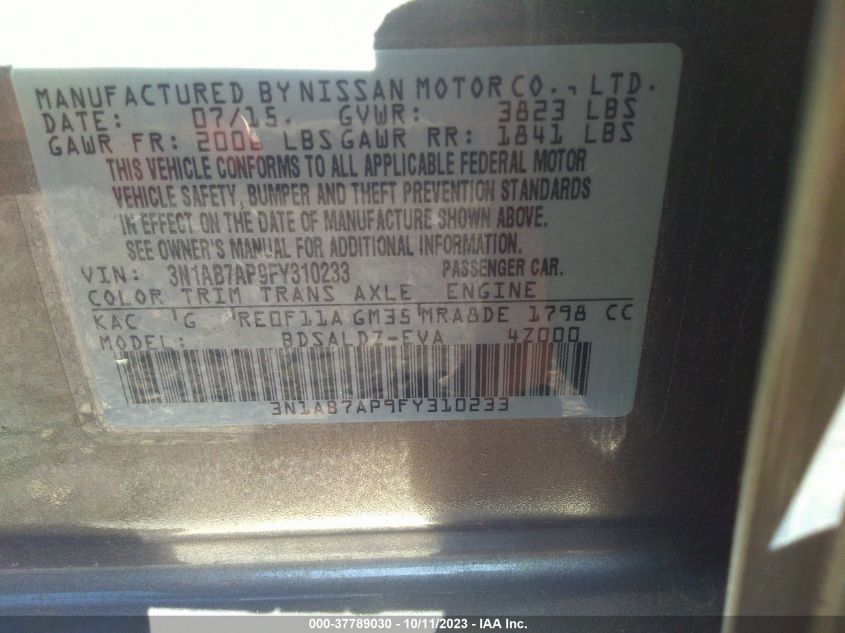 MANUFACTURED BY NISSAN MOTOR CO., LTD.
DATE: 07/15. GVWR: 3823 LBS
GAWR FR: 2006 LBS GAWR RR: 1841 LBS
THIS VEHICLE CONFORMS TO ALL APPLICABLE FEDERAL MOTOR
VEHICLE SAFETY, BUMPER AND THEFT PREVENTION STANDARDS
IN EFFECT ON THE DATE OF MANUFACTURE SHOWN ABOVE.
SEE OWNER'S MANUAL FOR ADDITIONAL INFORMATION.
VIN: 3N1AB7AP9FY310233 PASSENGER CAR.
COLOR TRIM TRANS AXLE ENGINE
KAC G RE0F11A GM35 MRA8DE 1798 CC
MODEL: BDSALDZ-EVA 4Z000
3N1AB7AP9FY310233
000-37789030 - 10/11/2023 - IAA Inc.